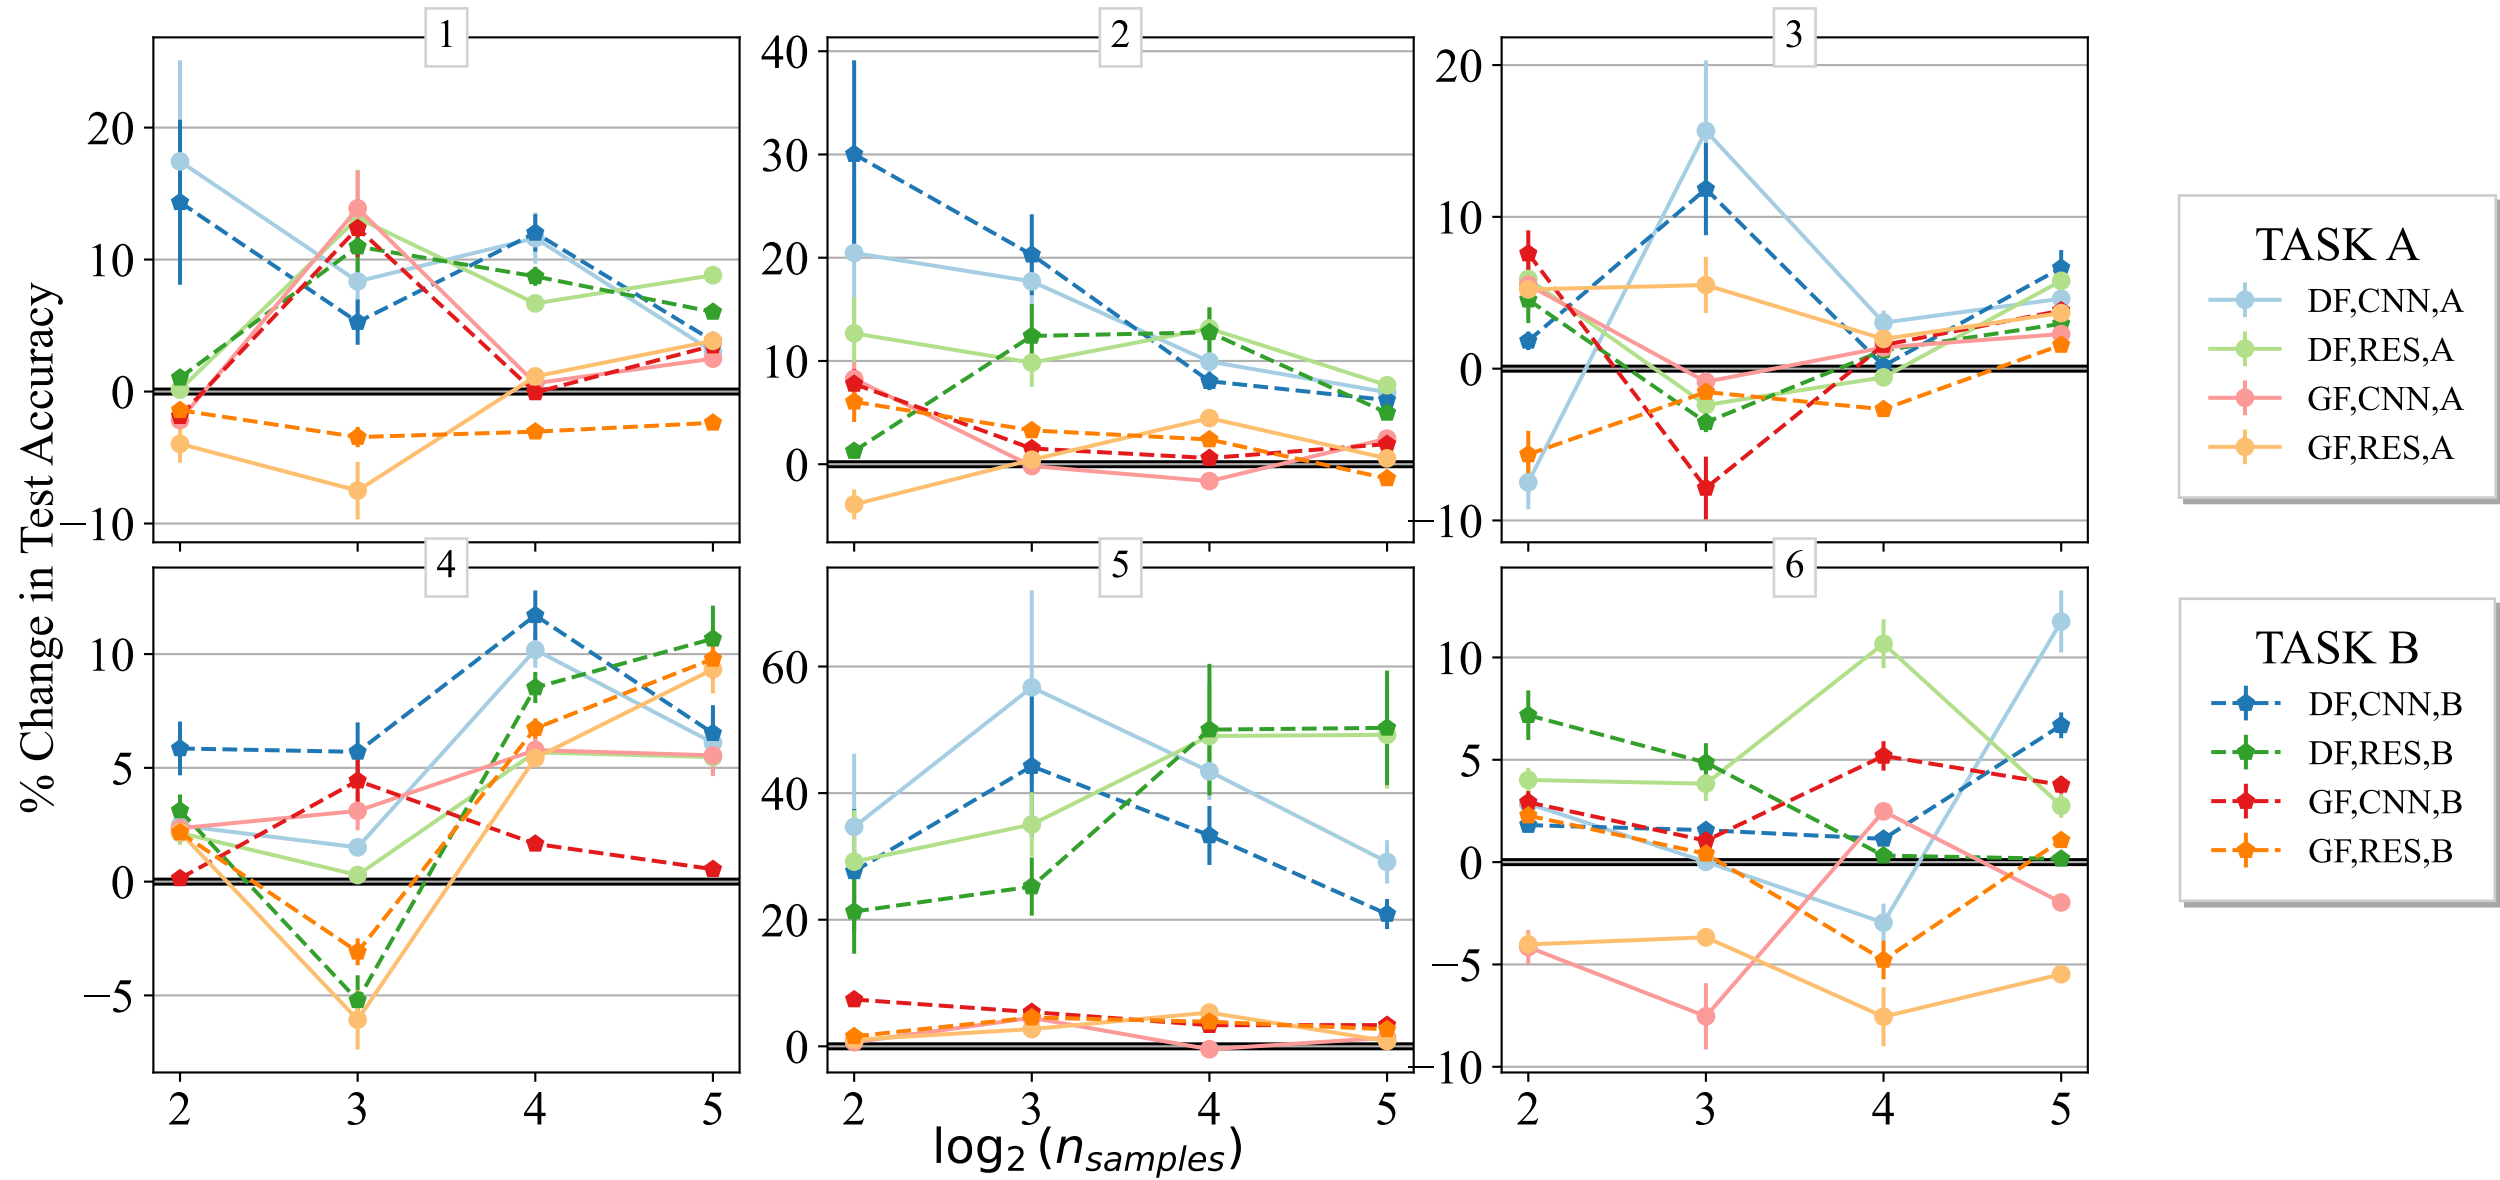 % Change in Test Accuracy
1
20
10
0
−10
2
40
30
20
10
0
3
20
10
0
−10
4
10
5
0
−5
2 3 4 5
5
60
40
20
0
2 3 4 5
6
10
5
0
−5
−10
2 3 4 5
log₂ (n_samples)
TASK A
DF,CNN,A
DF,RES,A
GF,CNN,A
GF,RES,A
TASK B
DF,CNN,B
DF,RES,B
GF,CNN,B
GF,RES,B